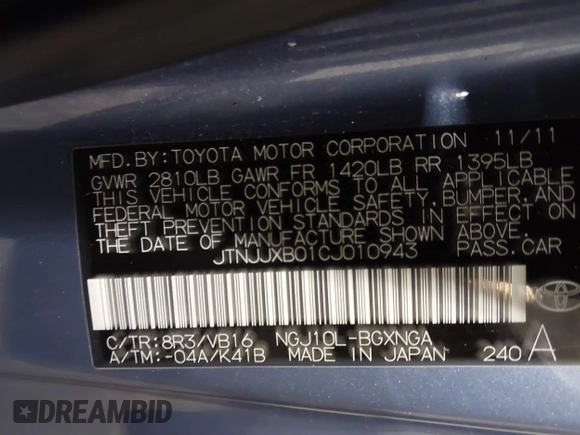 MFD. BY: TOYOTA MOTOR CORPORATION 11/11
GVWR 2810LB GAWR FR 1420LB RR 1395LB
THIS VEHICLE CONFORMS TO ALL APPLICABLE
FEDERAL MOTOR VEHICLE SAFETY, BUMPER, AND
THEFT PREVENTION STANDARDS IN EFFECT ON
THE DATE OF MANUFACTURE SHOWN ABOVE.
JTNJJXB01CJ010943 PASS. CAR
C/TR: 8R3/VB16 NGJ10L-BGXNGA
A/TM: -04A/K41B MADE IN JAPAN 240 A
DREAMBID